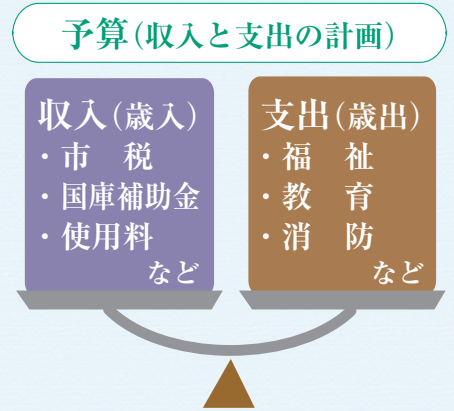 予算(収入と支出の計画)
収入(歳入)
・市　税
・国庫補助金
・使用料
など
支出(歳出)
・福　祉
・教　育
・消　防
など